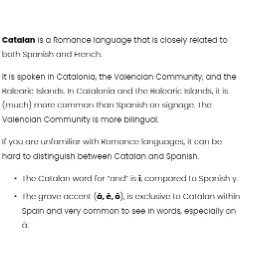 Catalan is a Romance language that is closely related to
both Spanish and French.
It is spoken in Catalonia, the Valencian Community, and the
Balearic Islands. In Catalonia and the Balearic Islands, it is
(much) more common than Spanish on signage. The
Valencian Community is more bilingual.
If you are unfamiliar with Romance languages, it can be
hard to distinguish between Catalan and Spanish.
• The Catalan word for "and" is i, compared to Spanish y.
• The grave accent (à, è, ò), is exclusive to Catalan within
Spain and very common to see in words, especially on
à.